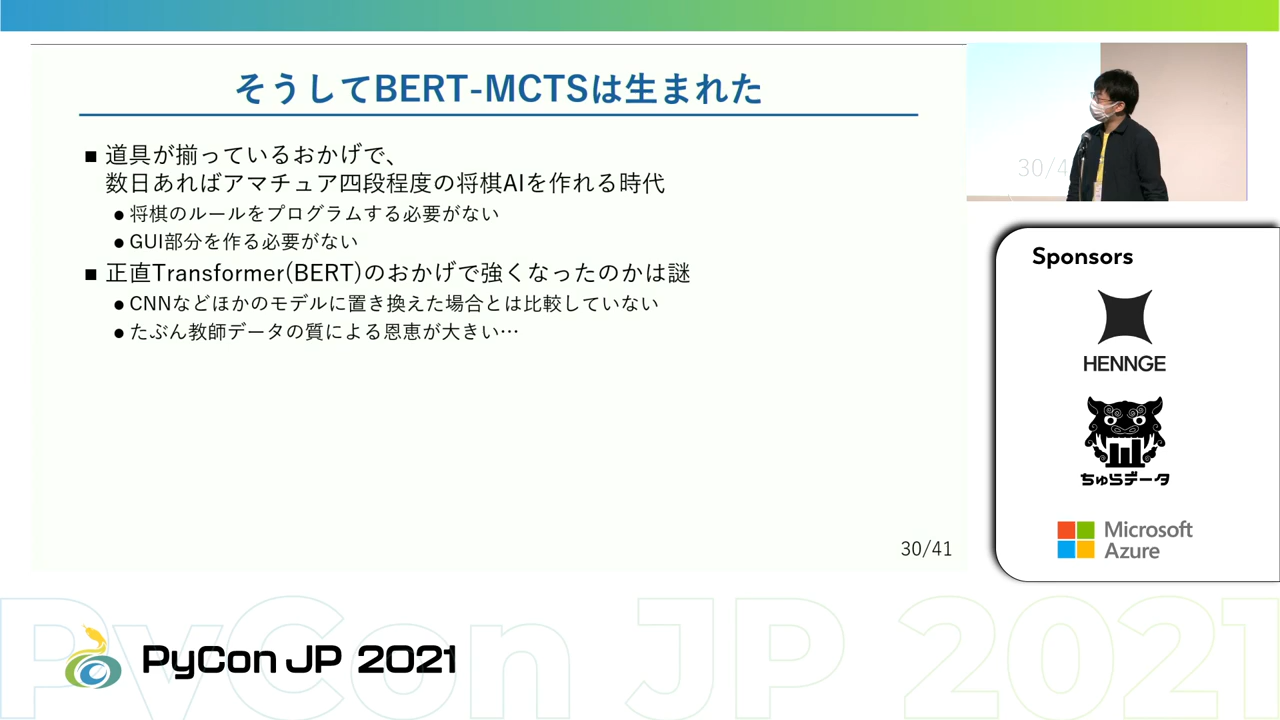 そうしてBERT-MCTSは生まれた
■ 道具が揃っているおかげで、
数日あればアマチュア四段程度の将棋AIを作れる時代
● 将棋のルールをプログラムする必要がない
● GUI部分を作る必要がない
■ 正直Transformer(BERT)のおかげで強くなったのかは謎
● CNNなどほかのモデルに置き換えた場合とは比較していない
● たぶん教師データの質による恩恵が大きい…
30/41
30/4
Sponsors
HENNGE
ちゅらデータ
Microsoft
Azure
PyCon JP 2021
PyCon JP 2021